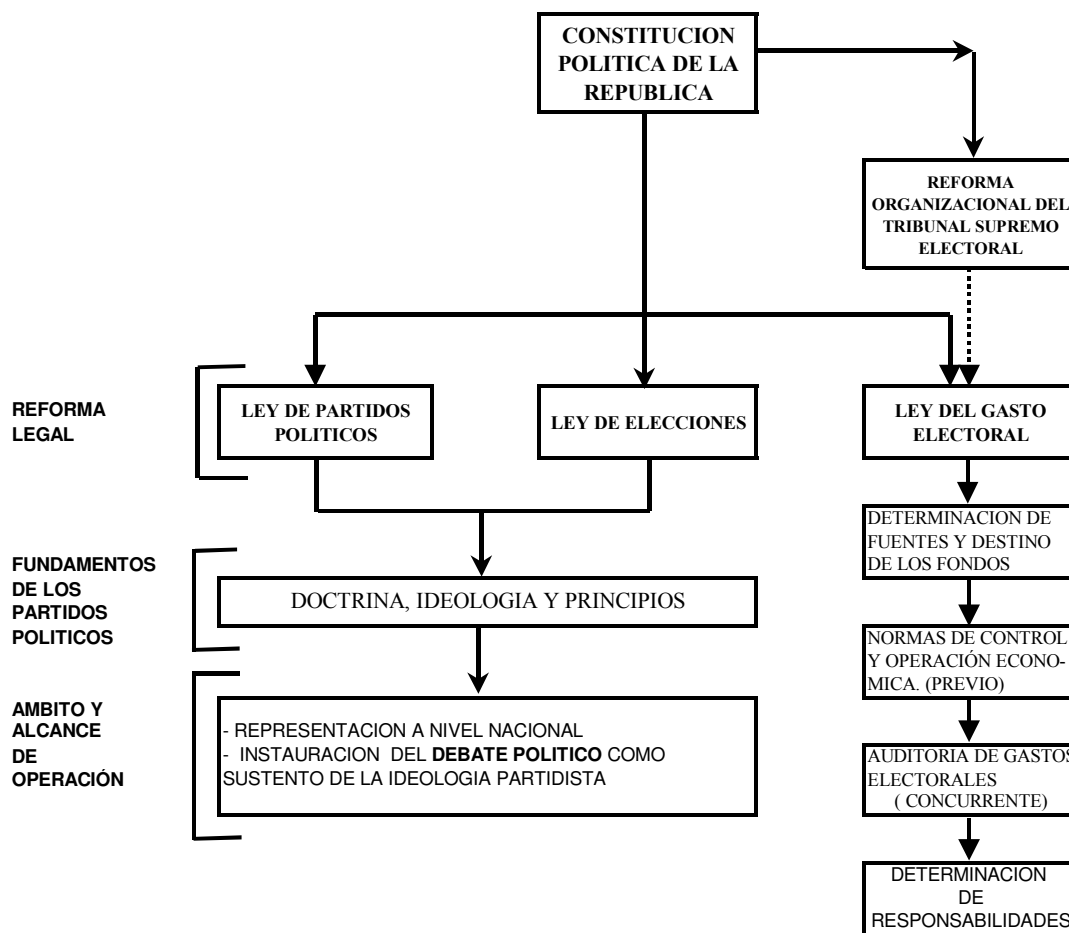 CONSTITUCION
POLITICA DE LA
REPUBLICA
REFORMA
ORGANIZACIONAL DEL
TRIBUNAL SUPREMO
ELECTORAL
REFORMA
LEGAL
LEY DE PARTIDOS
POLITICOS
LEY DE ELECCIONES
LEY DEL GASTO
ELECTORAL
DETERMINACION DE
FUENTES Y DESTINO
DE LOS FONDOS
FUNDAMENTOS
DE LOS
PARTIDOS
POLITICOS
DOCTRINA, IDEOLOGIA Y PRINCIPIOS
NORMAS DE CONTROL
Y OPERACIÓN ECONO-
MICA. (PREVIO)
AMBITO Y
ALCANCE
DE
OPERACIÓN
- REPRESENTACION A NIVEL NACIONAL
- INSTAURACION DEL DEBATE POLITICO COMO
SUSTENTO DE LA IDEOLOGIA PARTIDISTA
AUDITORIA DE GASTOS
ELECTORALES
( CONCURRENTE)
DETERMINACION
DE
RESPONSABILIDADES